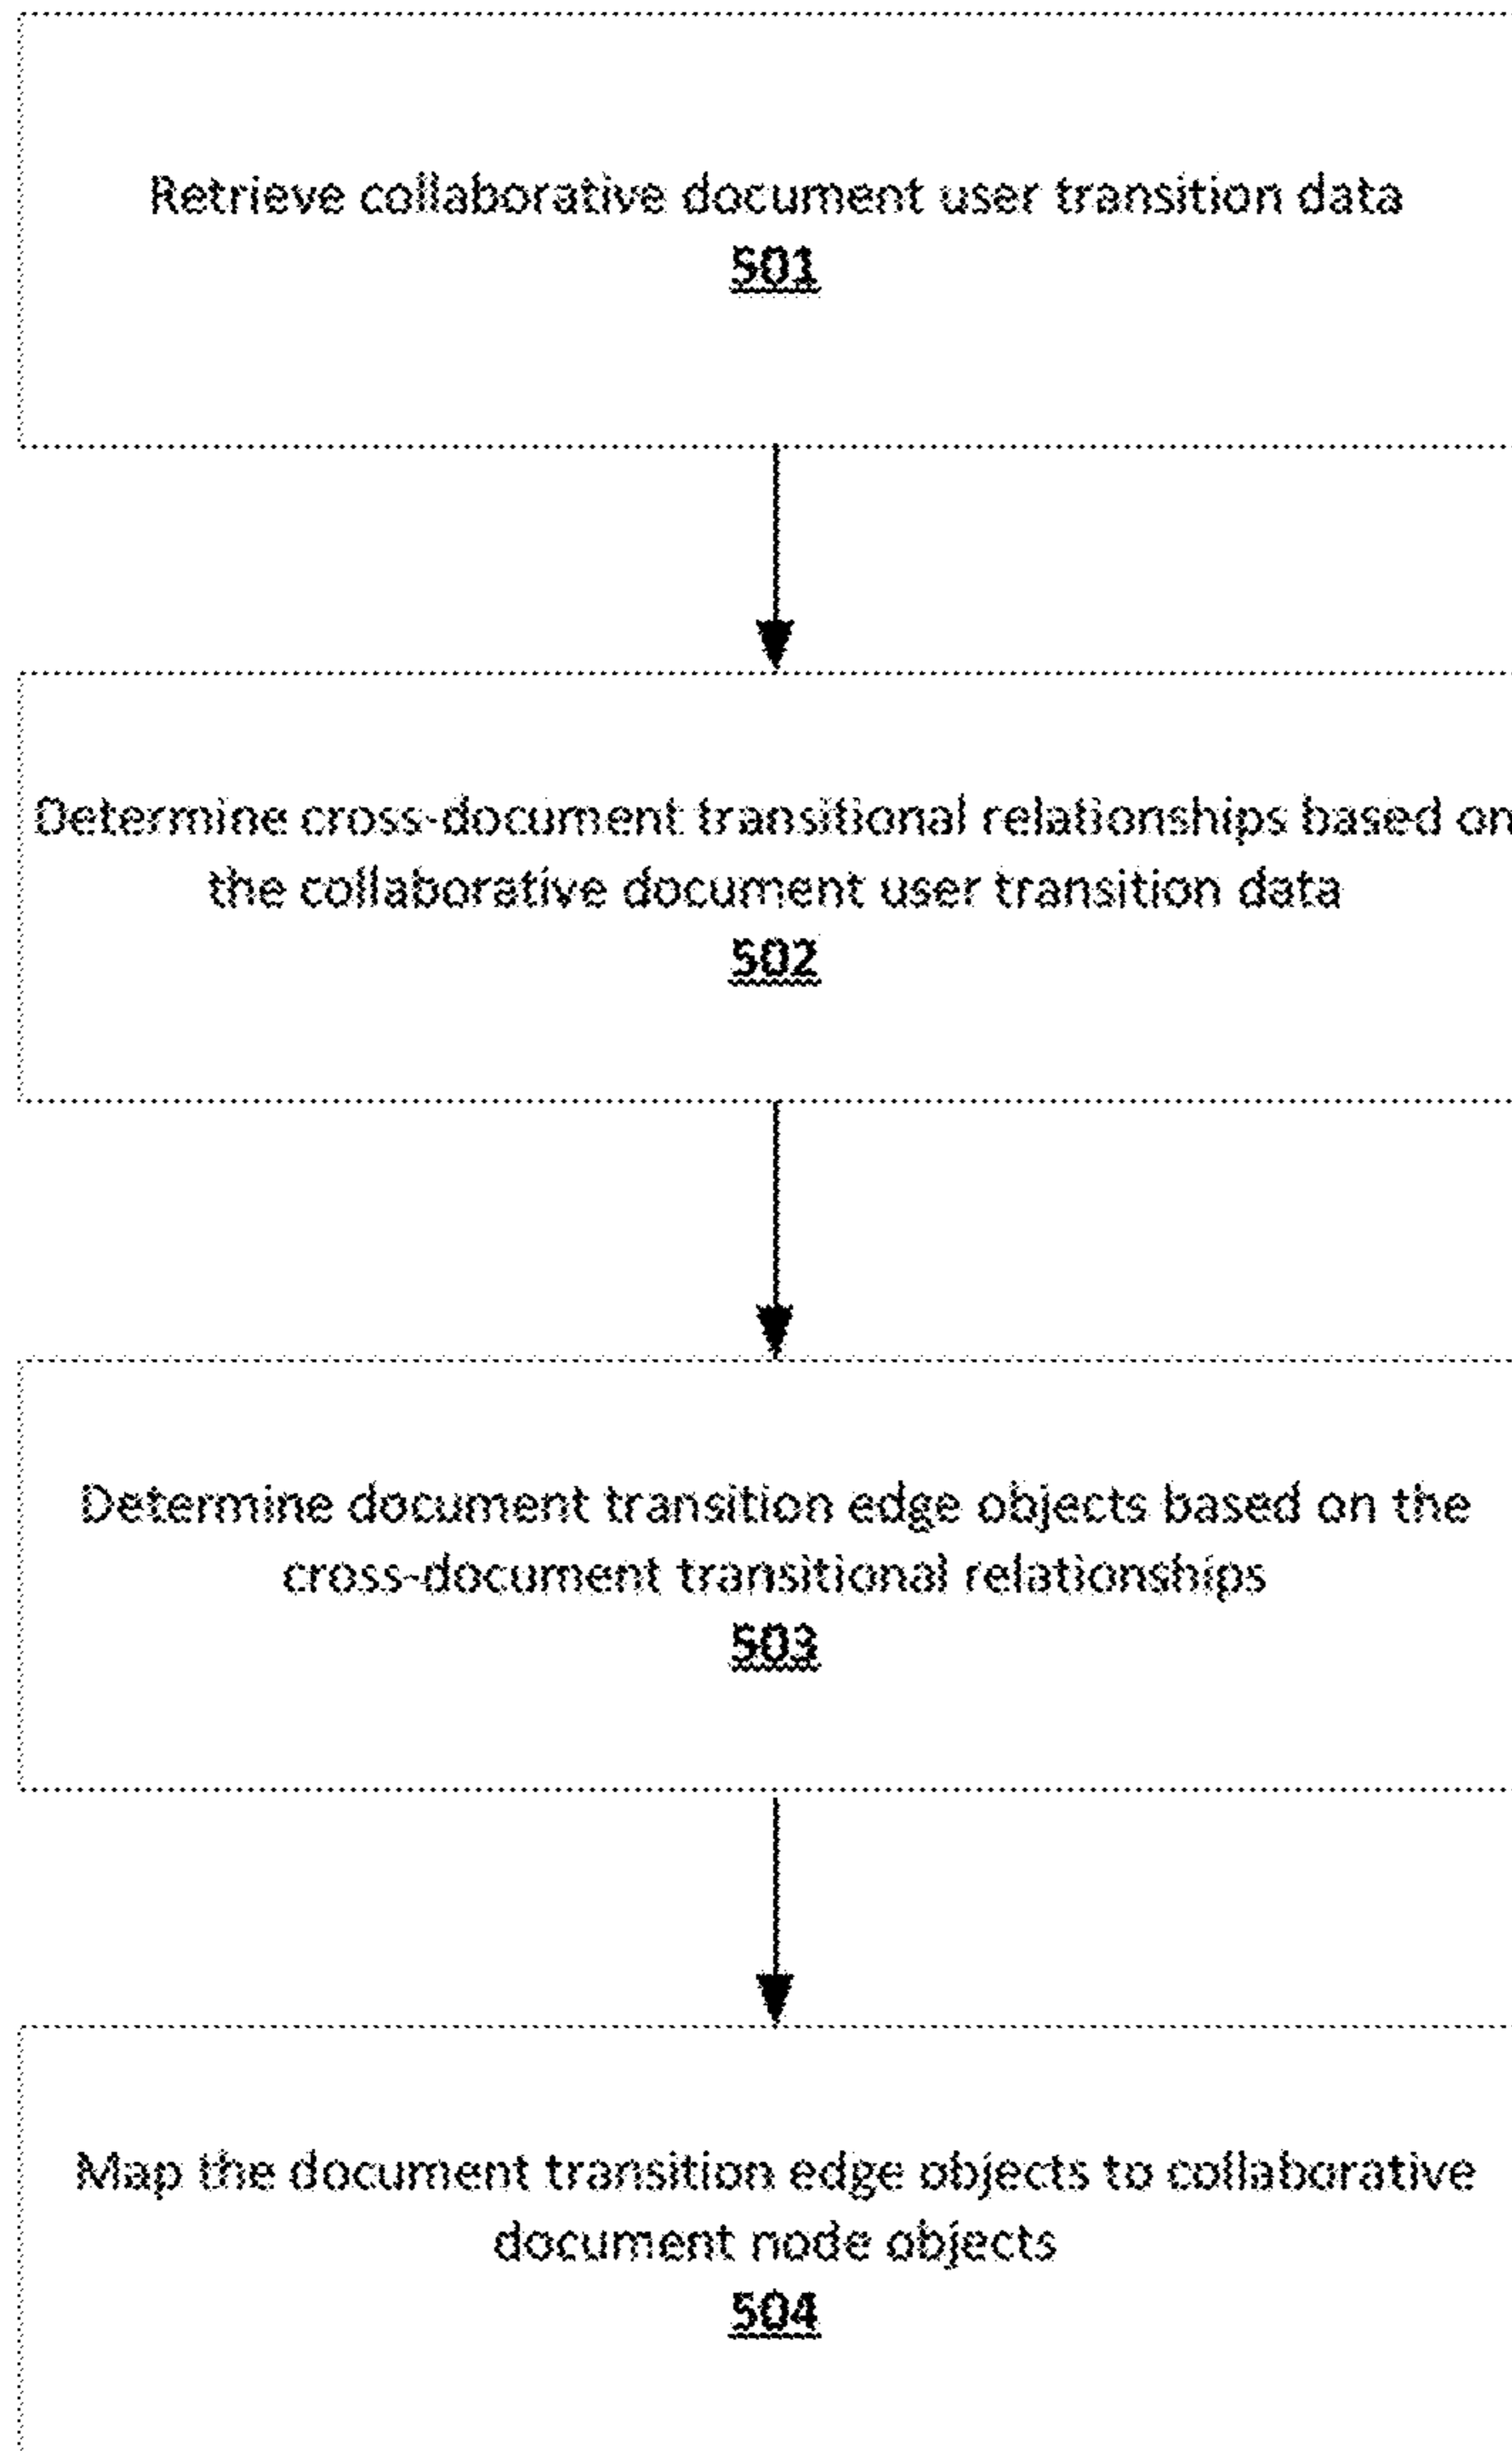 Retrieve collaborative document user transition data
501
Determine cross-document transitional relationships based on
the collaborative document user transition data
502
Determine document transition edge objects based on the
cross-document transitional relationships
503
Map the document transition edge objects to collaborative
document node objects
504